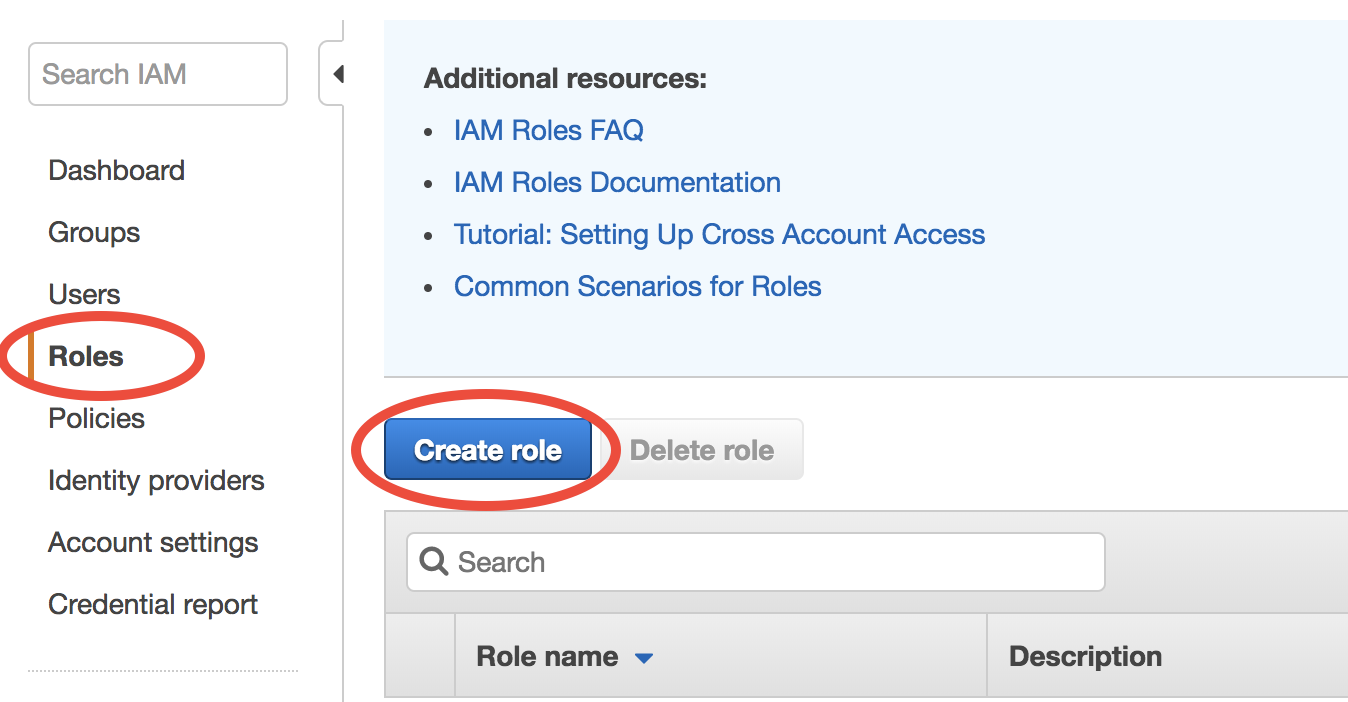 Search IAM
Dashboard
Groups
Users
Roles
Policies
Identity providers
Account settings
Credential report
Additional resources:
IAM Roles FAQ
IAM Roles Documentation
Tutorial: Setting Up Cross Account Access
Common Scenarios for Roles
Create role Delete role
Search
Role name Description